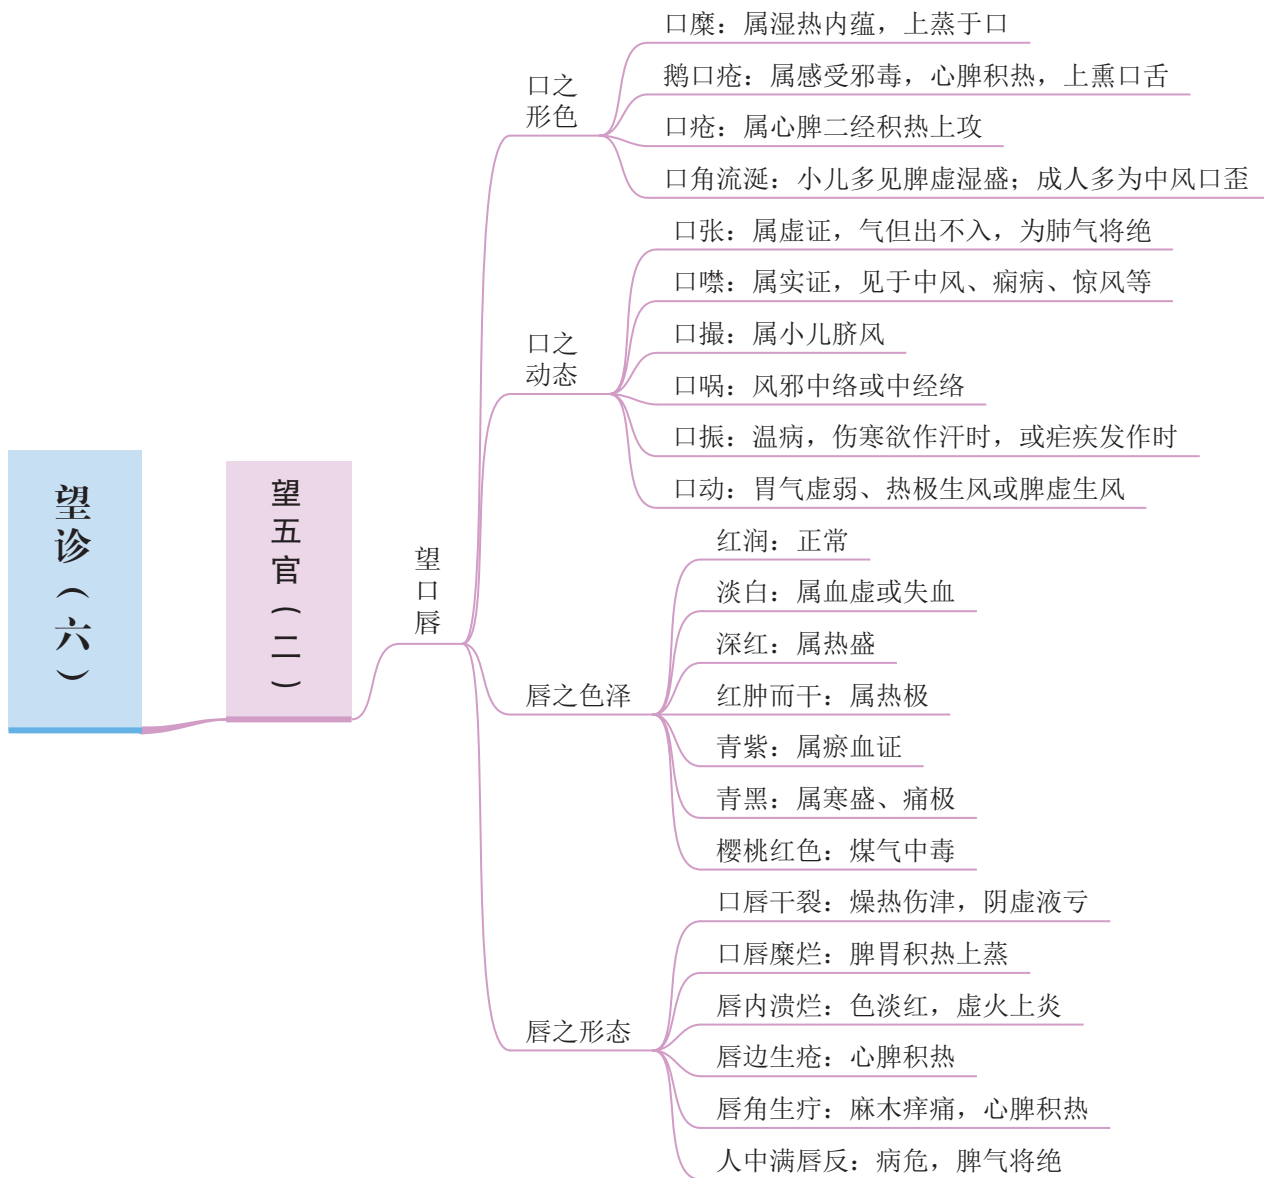 望诊（六）
望五官（二）
望口唇
口之
形色
口糜：属湿热内蕴，上蒸于口
鹅口疮：属感受邪毒，心脾积热，上熏口舌
口疮：属心脾二经积热上攻
口角流涎：小儿多见脾虚湿盛；成人多为中风口歪
口之
动态
口张：属虚证，气但出不入，为肺气将绝
口噤：属实证，见于中风、痫病、惊风等
口撮：属小儿脐风
口㖞：风邪中络或中经络
口振：温病，伤寒欲作汗时，或疟疾发作时
口动：胃气虚弱、热极生风或脾虚生风
唇之色泽
红润：正常
淡白：属血虚或失血
深红：属热盛
红肿而干：属热极
青紫：属瘀血证
青黑：属寒盛、痛极
樱桃红色：煤气中毒
唇之形态
口唇干裂：燥热伤津，阴虚液亏
口唇糜烂：脾胃积热上蒸
唇内溃烂：色淡红，虚火上炎
唇边生疮：心脾积热
唇角生疔：麻木痒痛，心脾积热
人中满唇反：病危，脾气将绝